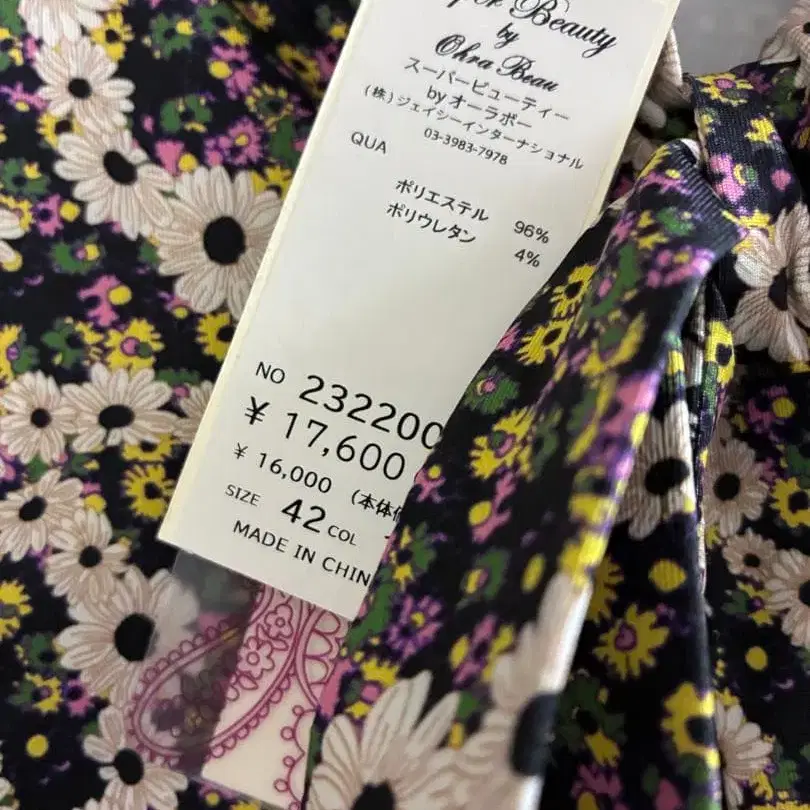 Beauty
by
Ohra Beau
スーパービューティー
byオーラボー
(株)ジェイシーインターナショナル
03-3983-7978
QUA
ポリエステル 96%
ポリウレタン 4%
NO 232200
¥ 17,600
¥ 16,000 (本体
SIZE 42 COL
MADE IN CHIN